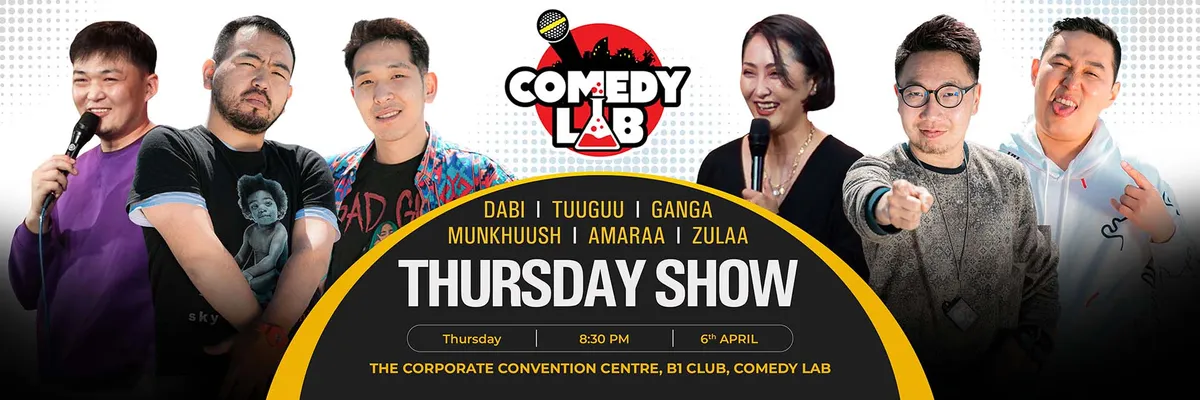 COMEDY
LAB
DABI | TUUGUU | GANGA
MUNKHUUSH | AMARAA | ZULAA
THURSDAY SHOW
Thursday | 8:30 PM | 6th APRIL
THE CORPORATE CONVENTION CENTRE, B1 CLUB, COMEDY LAB
sky